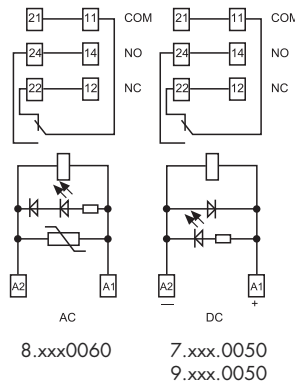 21 11 COM 21 11 COM
24 14 NO 24 14 NO
22 12 NC 22 12 NC
A2 A1 A2 A1
— +
AC DC
8.xxx0060 7.xxx.0050
9.xxx.0050